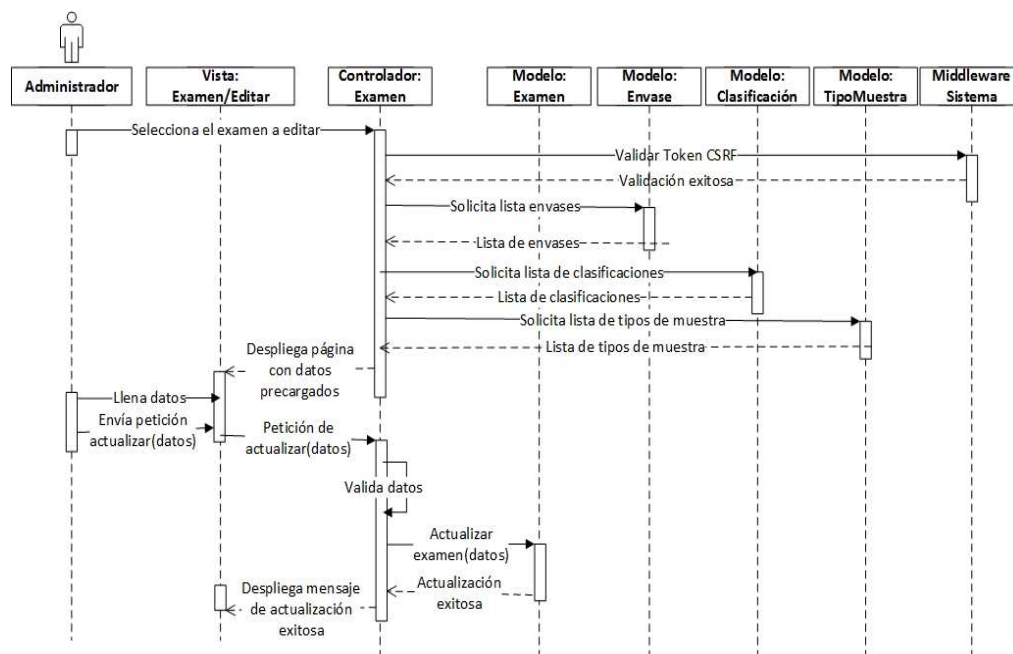 Administrador
Vista:
Examen/Editar
Controlador:
Examen
Modelo:
Examen
Modelo:
Envase
Modelo:
Clasificación
Modelo:
TipoMuestra
Middleware
Sistema
Selecciona el examen a editar
Validar Token CSRF
Validación exitosa
Solicita lista envases
Lista de envases
Solicita lista de clasificaciones
Lista de clasificaciones
Solicita lista de tipos de muestra
Lista de tipos de muestra
Despliega página
con datos
precargados
Llena datos
Envía petición
actualizar(datos)
Petición de
actualizar(datos)
Valida datos
Actualizar
examen(datos)
Actualización
exitosa
Despliega mensaje
de actualización
exitosa